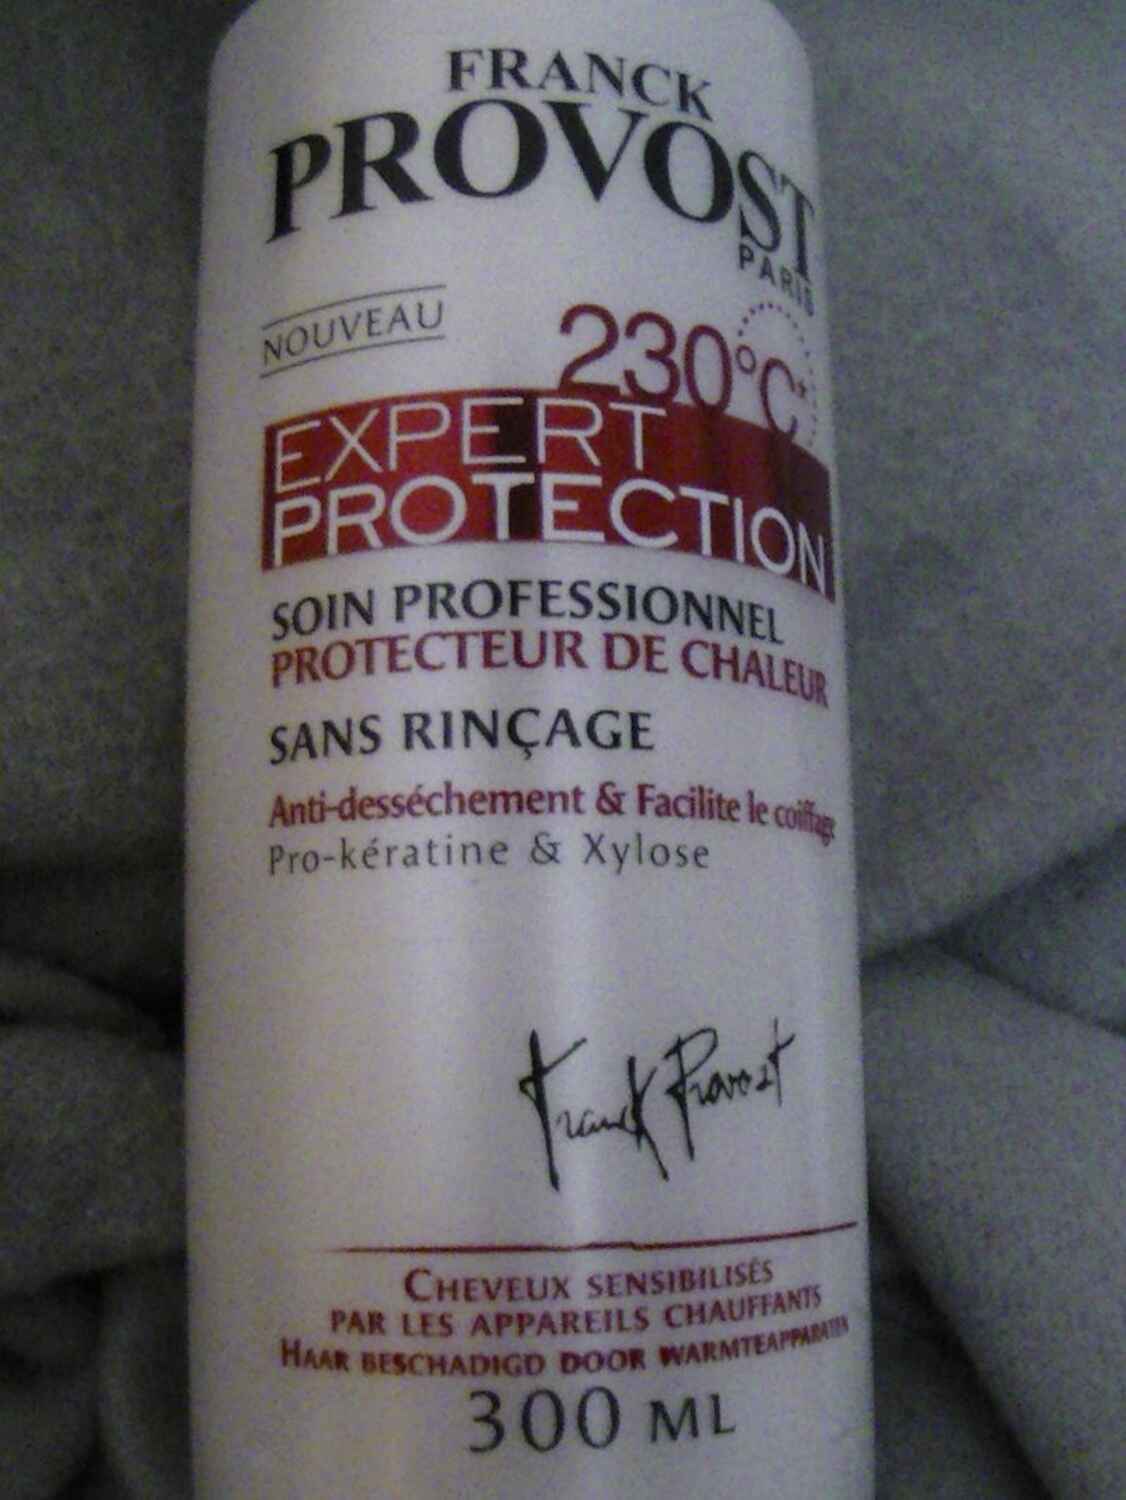 FRANCK
PROVOST
PARIS
NOUVEAU
230°C*
EXPERT
PROTECTION
SOIN PROFESSIONNEL
PROTECTEUR DE CHALEUR
SANS RINÇAGE
Anti-desséchement & Facilite le coiffage
Pro-kératine & Xylose
Franck Provost
CHEVEUX SENSIBILISÉS
PAR LES APPAREILS CHAUFFANTS
HAAR BESCHADIGD DOOR WARMTEAPPARATEN
300 ML